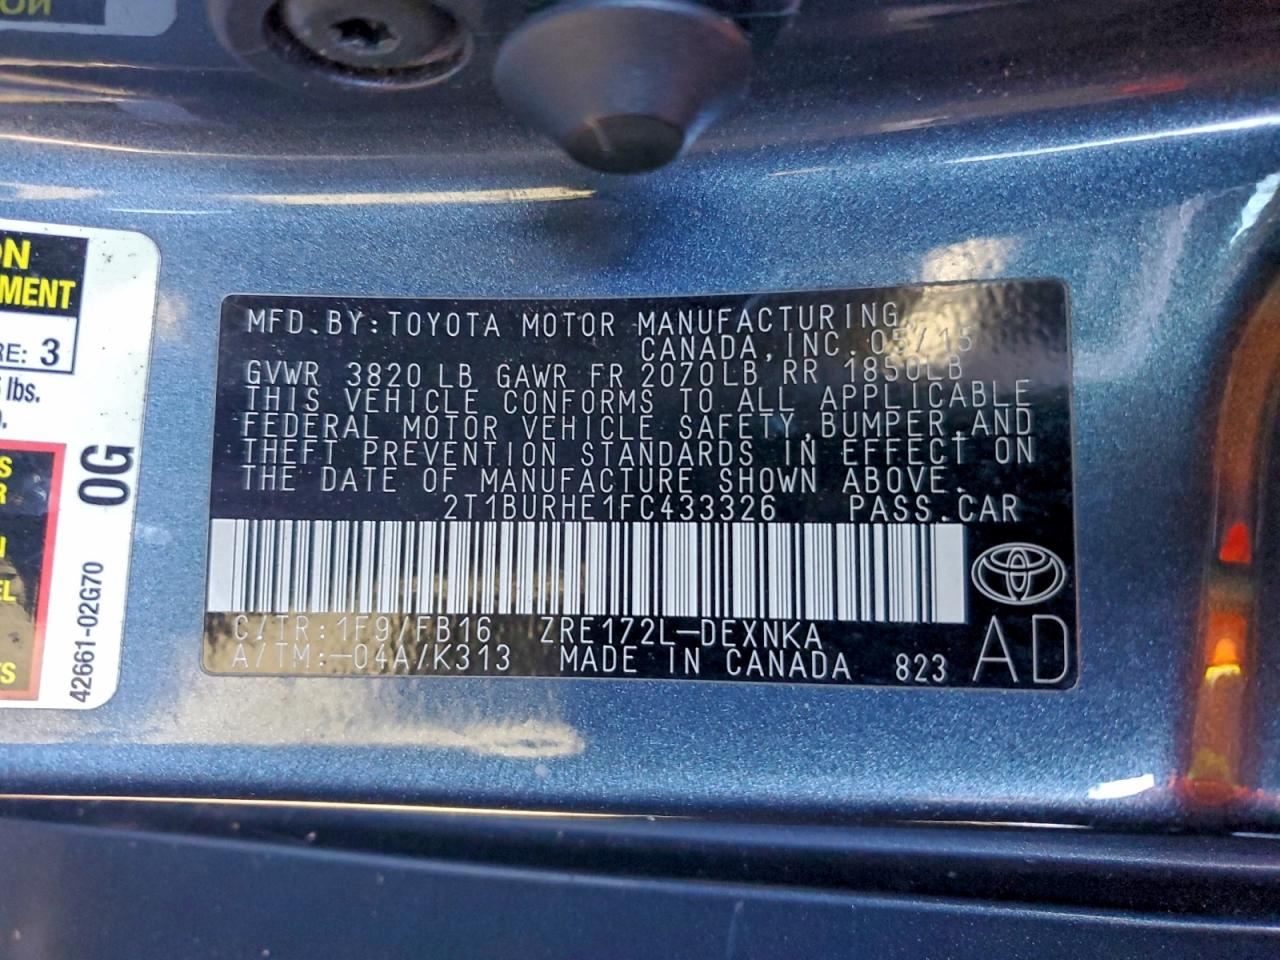 ON
MENT
RE: 3
lbs.
0G
42661-02G70
MFD.BY:TOYOTA MOTOR MANUFACTURING
CANADA,INC. 05/15
GVWR 3820 LB GAWR FR 2070LB RR 1850LB
THIS VEHICLE CONFORMS TO ALL APPLICABLE
FEDERAL MOTOR VEHICLE SAFETY,BUMPER,AND
THEFT PREVENTION STANDARDS IN EFFECT ON
THE DATE OF MANUFACTURE SHOWN ABOVE.
2T1BURHE1FC433326 PASS.CAR
C/TR:1F9/FB16 ZRE172L-DEXNKA
A/TM:-04A/K313 MADE IN CANADA 823 AD